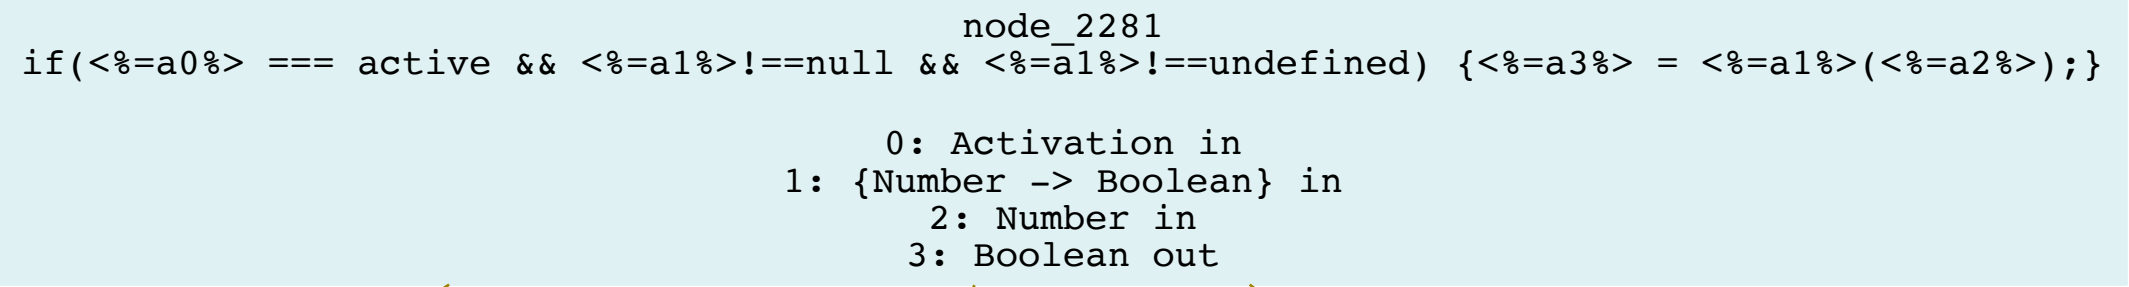 node_2281
if(<%=a0%> === active && <%=a1%>!==null && <%=a1%>!==undefined) {<%=a3%> = <%=a1%>(<%=a2%>);}
0: Activation in
1: {Number -> Boolean} in
2: Number in
3: Boolean out